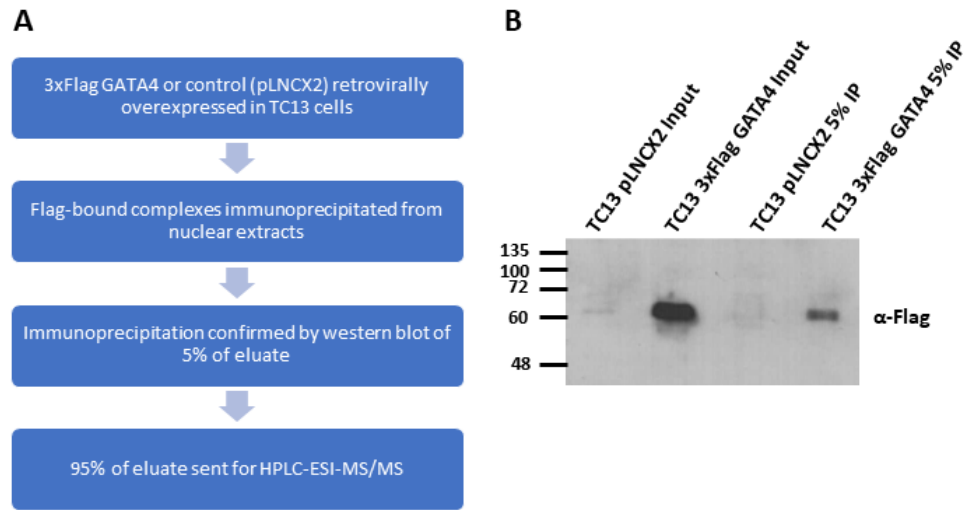 A
3xFlag GATA4 or control (pLNCX2) retrovirally
overexpressed in TC13 cells
Flag-bound complexes immunoprecipitated from
nuclear extracts
Immunoprecipitation confirmed by western blot of
5% of eluate
95% of eluate sent for HPLC-ESI-MS/MS
B
TC13 pLNCX2 Input
TC13 3xFlag GATA4 Input
TC13 pLNCX2 5% IP
TC13 3xFlag GATA4 5% IP
135
100
72
60
48
α-Flag